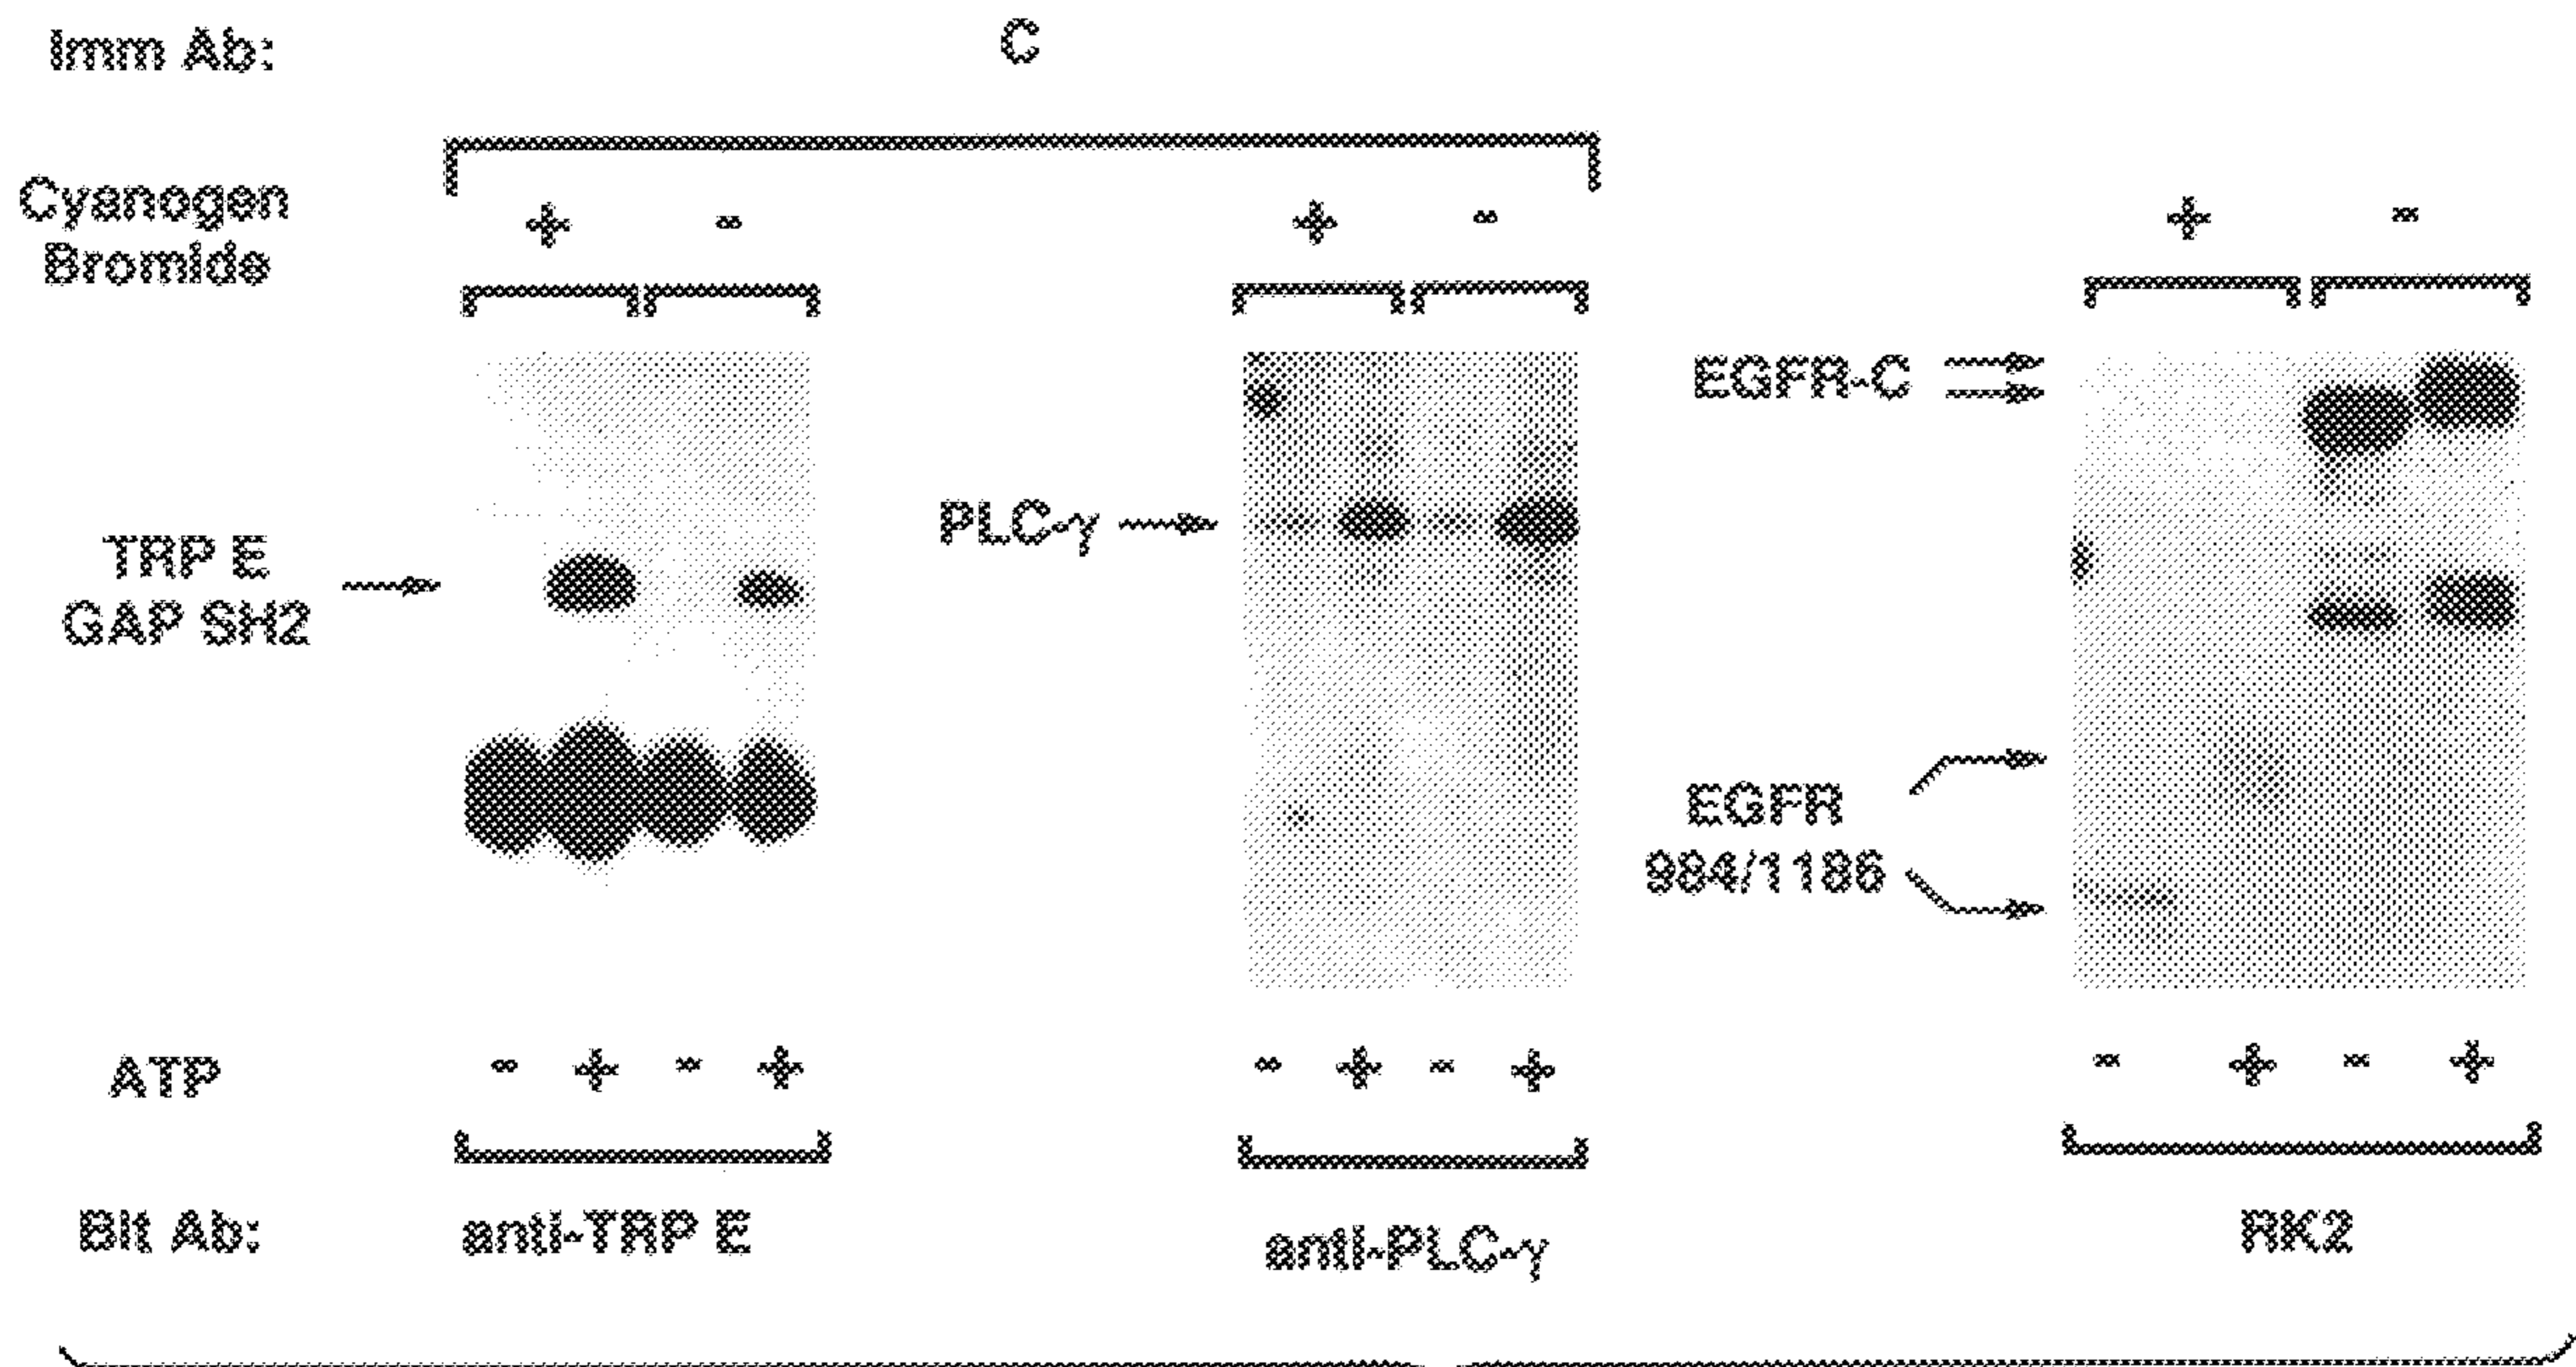 Imm Ab:
C
Cyanogen
Bromide
+ - + - + -
EGFR-C
PLC-γ
TRP E
GAP SH2
EGFR
984/1186
ATP
- + - + - + - + - + - +
Blt Ab:
anti-TRP E
anti-PLC-γ
RK2